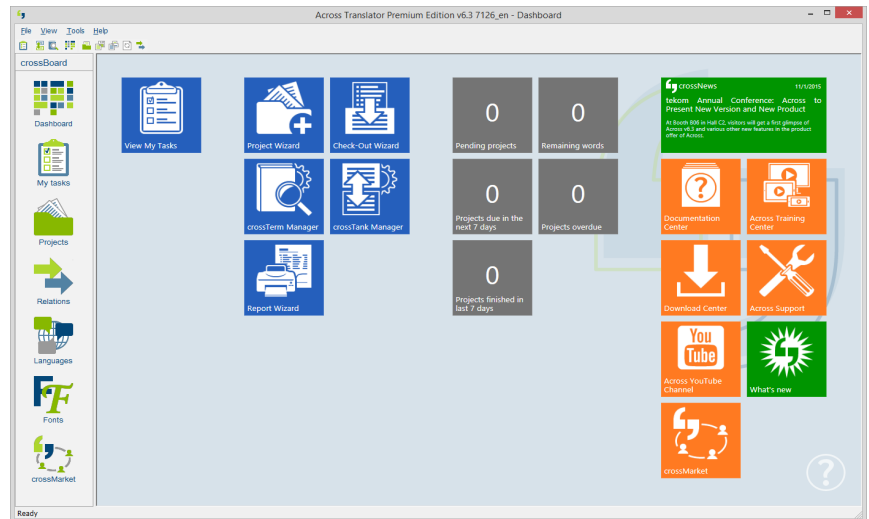 Across Translator Premium Edition v6.3 7126_en - Dashboard
File View Tools Help
crossBoard
Dashboard
My tasks
Projects
Relations
Languages
Fonts
crossMarket
View My Tasks
Project Wizard
Check-Out Wizard
crossTerm Manager
crossTank Manager
Report Wizard
0
Pending projects
0
Remaining words
0
Projects due in the
next 7 days
0
Projects overdue
0
Projects finished in
last 7 days
crossNews 11/1/2015
tekom Annual Conference: Across to
Present New Version and New Product
At Booth 808 in Hall C2, visitors will get a first glimpse of
Across v6.3 and various other new features in the product
offer of Across.
Documentation
Center
Across Training
Center
Download Center
Across Support
You
Tube
Across YouTube
Channel
What's new
crossMarket
Ready